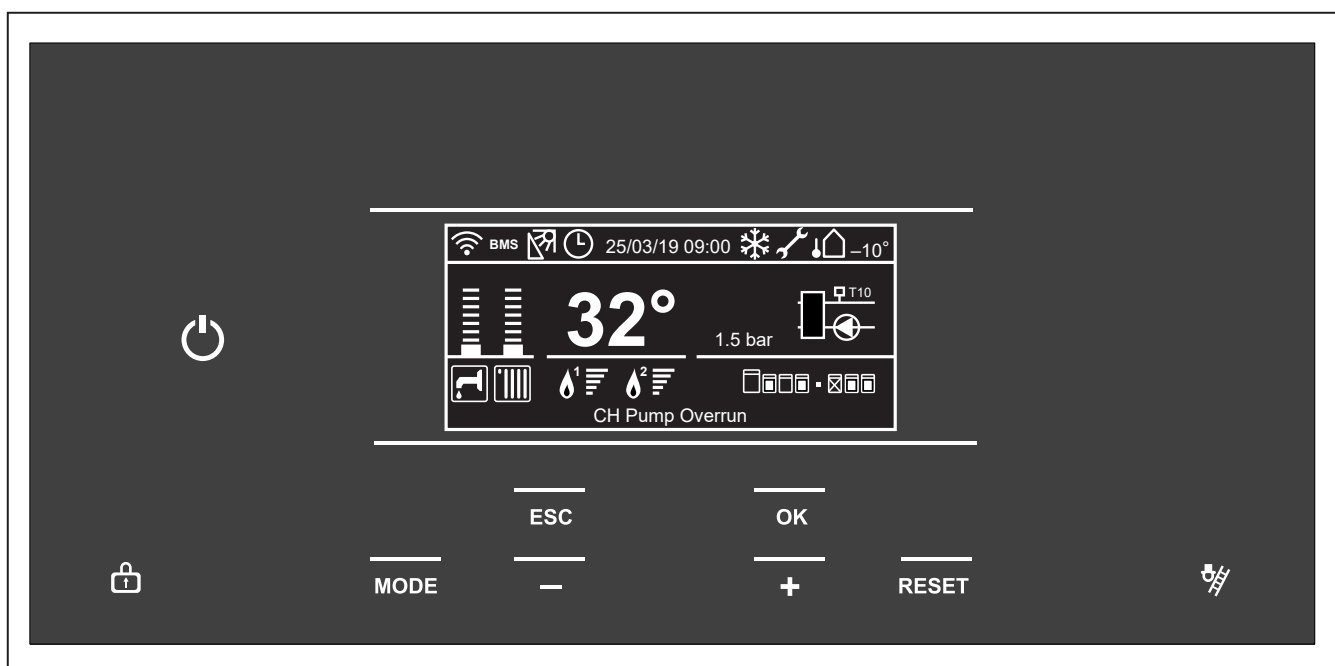 BMS 25/03/19 09:00 –10°
T10
32°
1.5 bar
1 2
CH Pump Overrun
ESC OK
MODE – + RESET